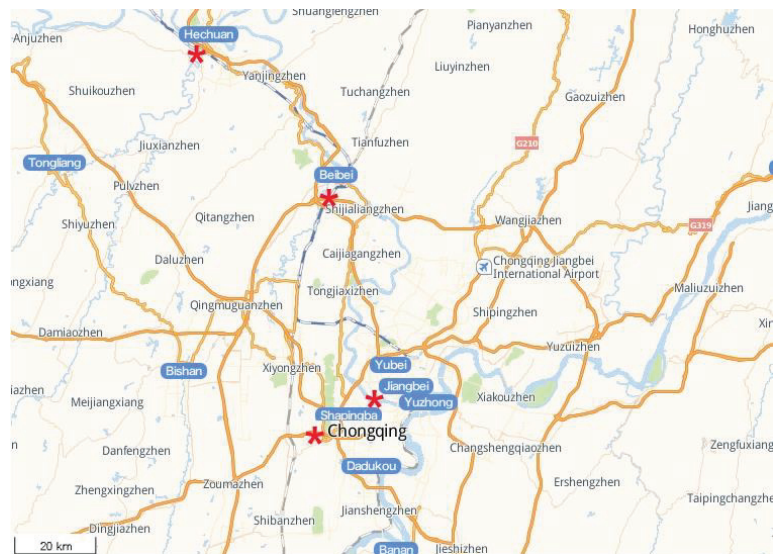 Shuangfengzhen
Pianyanzhen
Honghuzhen
Anjuzhen
Hechuan
Yanjingzhen
Liuyinzhen
Shuikouzhen
Tuchangzhen
Gaozuizhen
Jiuxianzhen
Tianfuzhen
G210
Tongliang
Beibei
Pulvzhen
Shijialiangzhen
Jiang
Shiyuzhen
Qitangzhen
Wangjiazhen
G319
Daluzhen
Caijiagangzhen
Chongqing Jiangbei
International Airport
ongxiang
Tongjiaxizhen
Maliuzuizhen
Qingmuguanzhen
Shipingzhen
Damiaozhen
Xin
Yuzuizhen
Bishan
Xiyongzhen
Yubei
iazhen
Jiangbei
Meijiangxiang
Yuzhong
Xiakouzhen
Shapingba
Chongqing
Danfengzhen
Changshengqiaozhen
Zengfuxiang
Dadukou
Zhengxingzhen
Zoumazhen
Ershengzhen
Taipingchangzhe
Jianshengzhen
Dingjiazhen
Shibanzhen
20 km
Banan
Jieshizhen